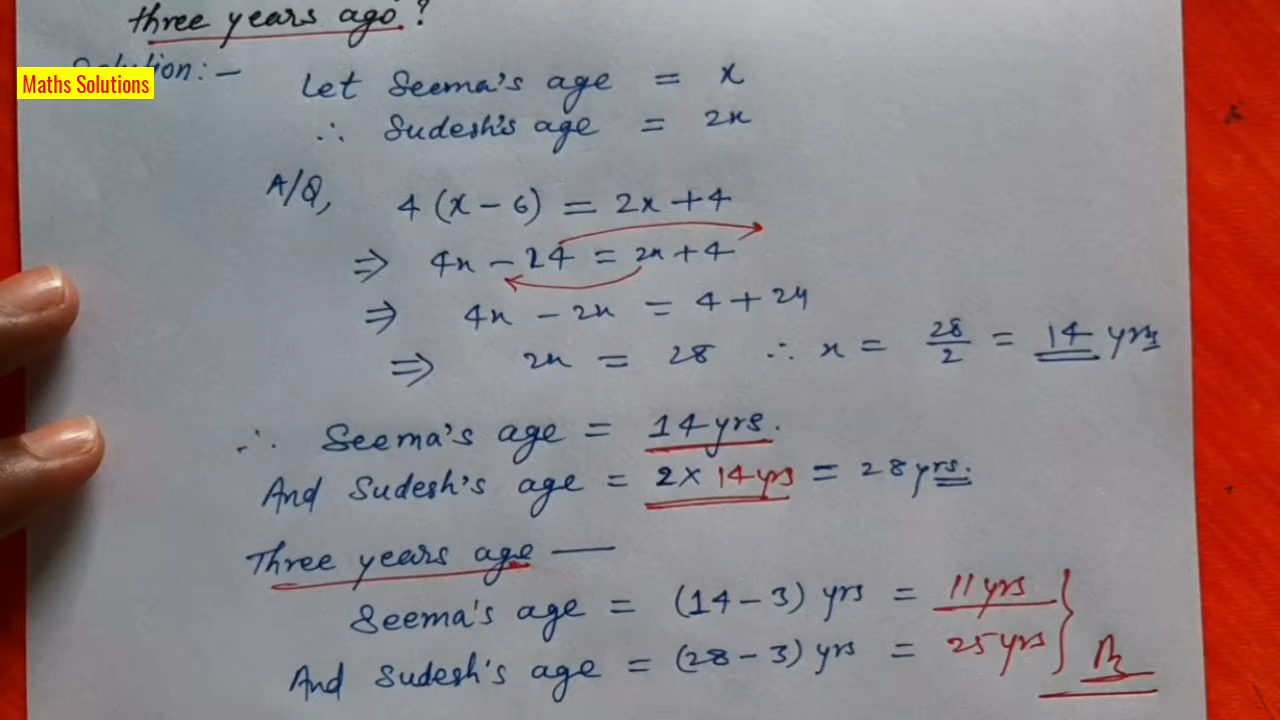 three years ago?
Solution:-
Maths Solutions
Let Seema's age = x
∴ Sudesh's age = 2x
A/Q, 4 (x - 6) = 2x + 4
⇒ 4x - 24 = 2x + 4
⇒ 4x - 2x = 4 + 24
⇒ 2x = 28 ∴ x = 28/2 = 14 yrs
∴ Seema's age = 14 yrs.
And Sudesh's age = 2 x 14 yrs = 28 yrs.
Three years age —
Seema's age = (14 - 3) yrs = 11 yrs
And Sudesh's age = (28 - 3) yrs = 25 yrs